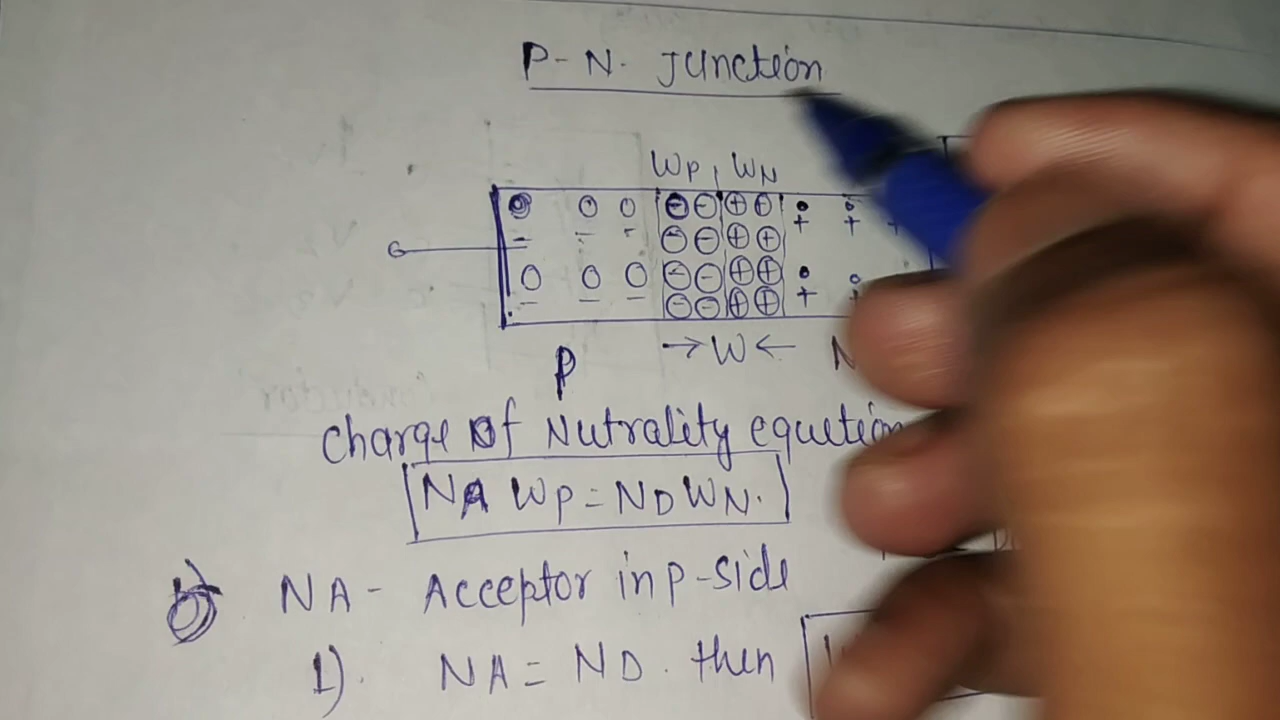 P-N. Junction
WP WN
→ W ←
P N
Charge of Nutrality equetion
NA WP = ND WN.
NA - Acceptor in p-side
1). NA = ND. then